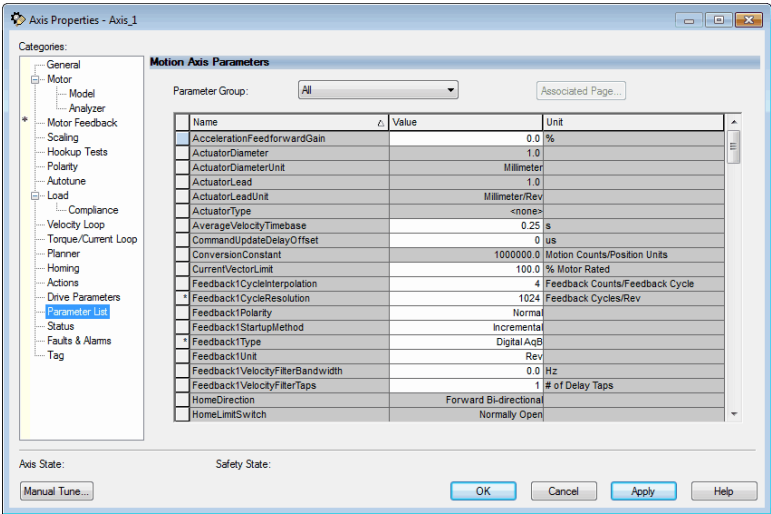 Axis Properties - Axis_1
Categories:
General
Motor
Model
Analyzer
* Motor Feedback
Scaling
Hookup Tests
Polarity
Autotune
Load
Compliance
Velocity Loop
Torque/Current Loop
Planner
Homing
Actions
Drive Parameters
Parameter List
Status
Faults & Alarms
Tag
Motion Axis Parameters
Parameter Group: All Associated Page...
Name Value Unit
AccelerationFeedforwardGain 0.0 %
ActuatorDiameter 1.0
ActuatorDiameterUnit Millimeter
ActuatorLead 1.0
ActuatorLeadUnit Millimeter/Rev
ActuatorType <none>
AverageVelocityTimebase 0.25 s
CommandUpdateDelayOffset 0 us
ConversionConstant 1000000.0 Motion Counts/Position Units
CurrentVectorLimit 100.0 % Motor Rated
Feedback1CycleInterpolation 4 Feedback Counts/Feedback Cycle
* Feedback1CycleResolution 1024 Feedback Cycles/Rev
Feedback1Polarity Normal
Feedback1StartupMethod Incremental
* Feedback1Type Digital AqB
Feedback1Unit Rev
Feedback1VelocityFilterBandwidth 0.0 Hz
Feedback1VelocityFilterTaps 1 # of Delay Taps
HomeDirection Forward Bi-directional
HomeLimitSwitch Normally Open
Axis State: Safety State:
Manual Tune... OK Cancel Apply Help